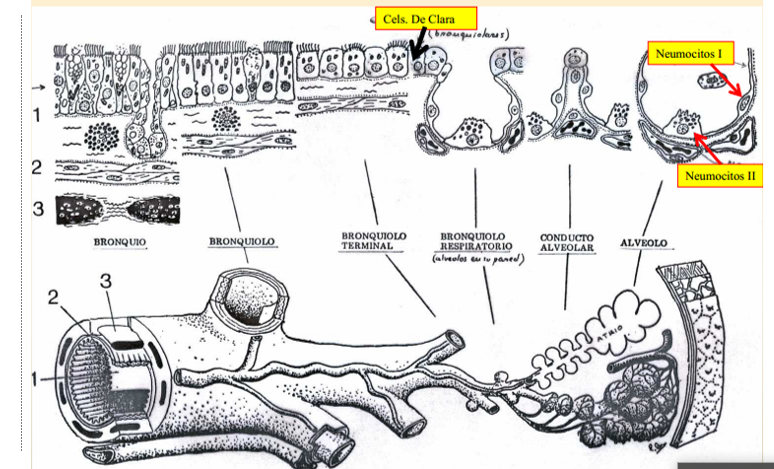 Cels. De Clara
(bronquiolares)
Neumocitos I
1
2
Neumocitos II
3
BRONQUIO
BRONQUIOLO
BRONQUIOLO
TERMINAL
BRONQUIOLO
RESPIRATORIO
(alveolos en su pared)
CONDUCTO
ALVEOLAR
ALVEOLO
3
2
ATRIO
1